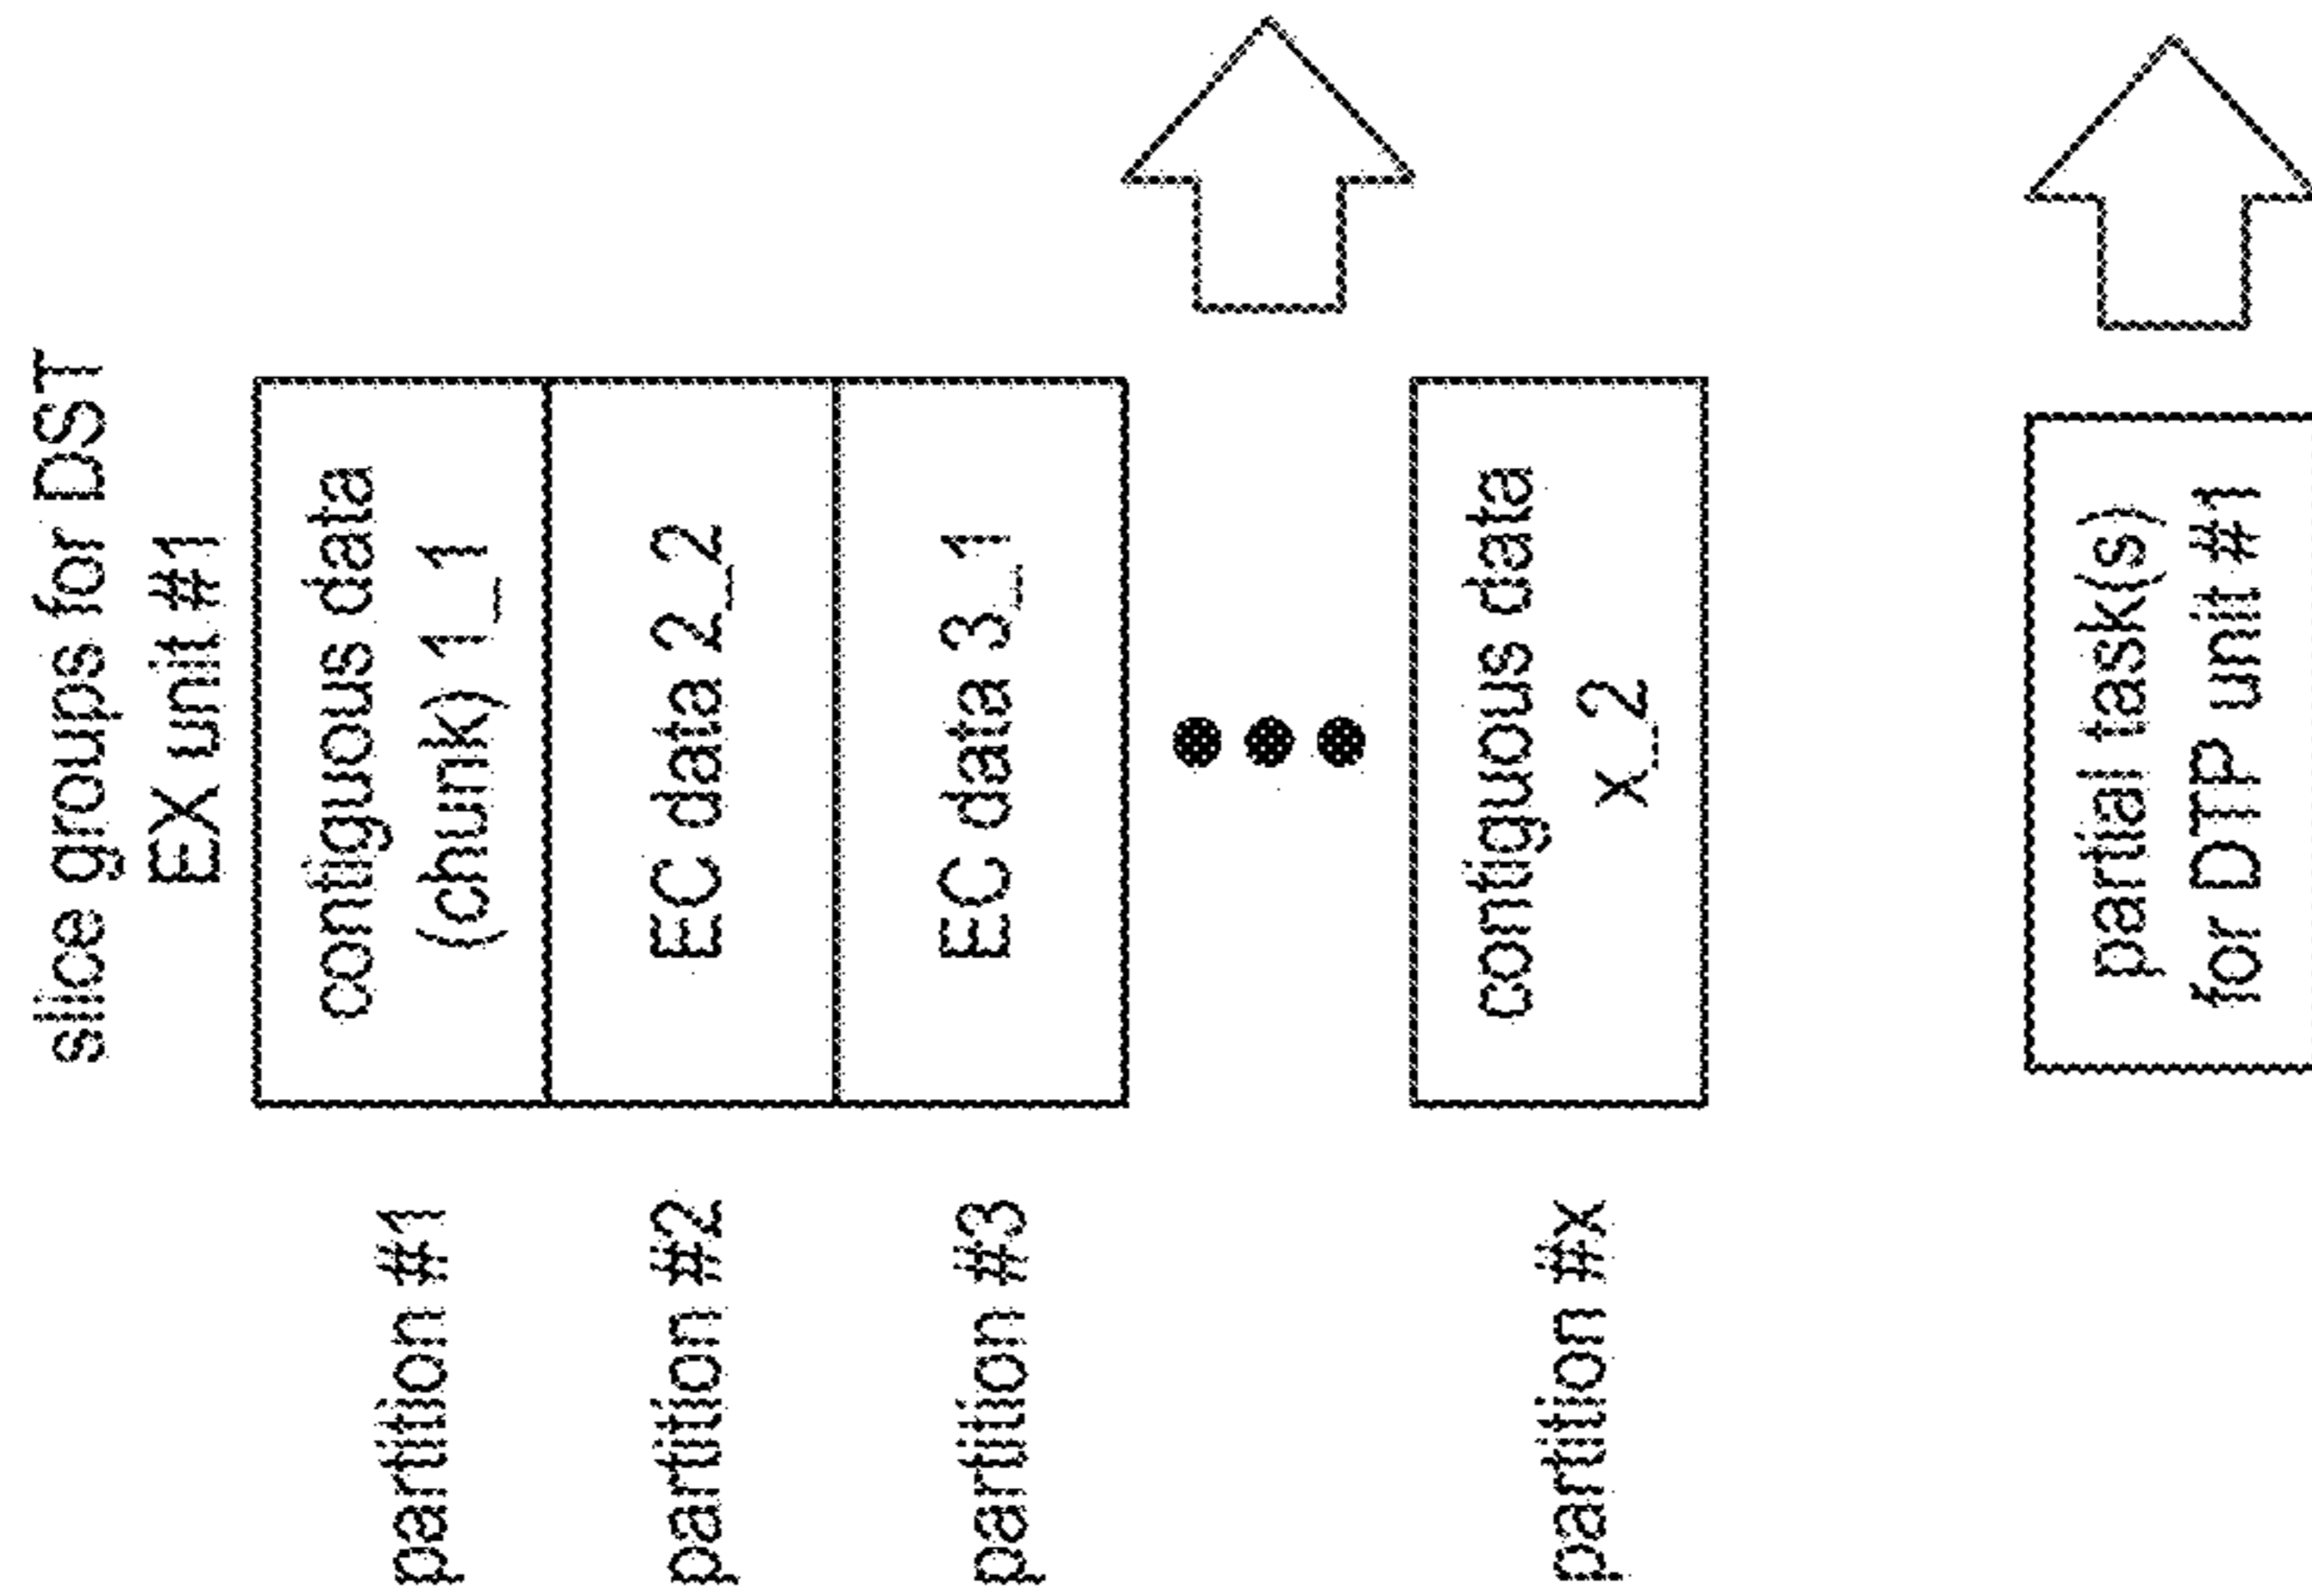 slice groups for DST
EX unit #1
partition #1
contiguous data
(chunk) 1_1
partition #2
EC data 2_2
partition #3
EC data 3_1
partition #x
contiguous data
x_2
partial task(s)
for DTP unit #1